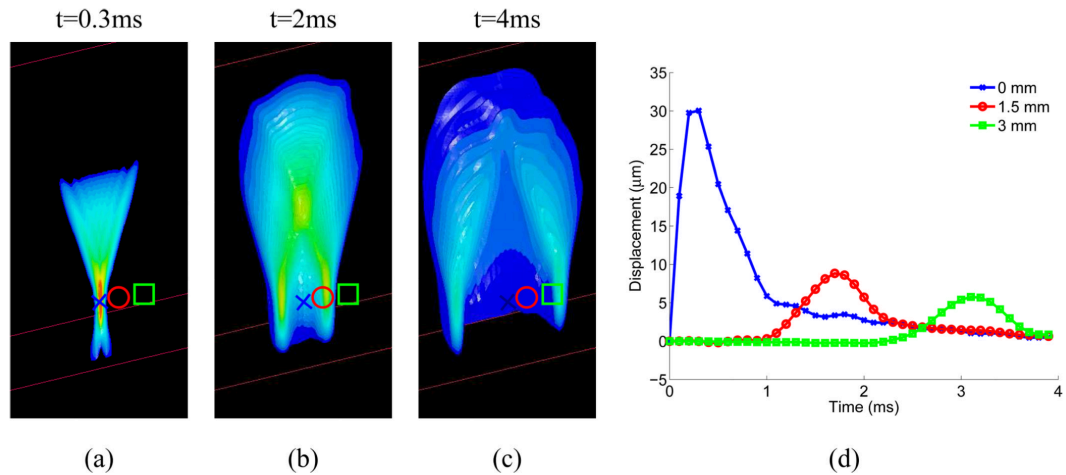 t=0.3ms
t=2ms
t=4ms
(a)
(b)
(c)
35
30
25
20
15
10
5
0
−5
Displacement (μm)
0 mm
1.5 mm
3 mm
0
1
2
3
4
Time (ms)
(d)